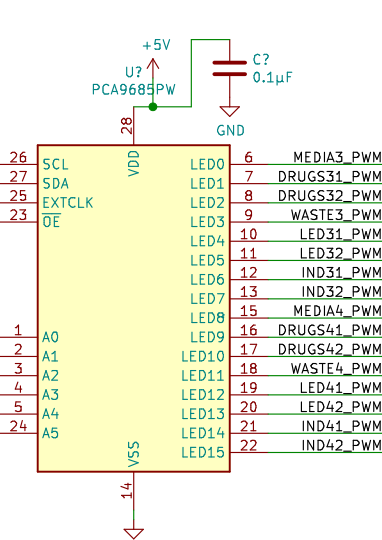 +5V
U?
PCA9685PW
C?
0.1µF
GND
28
VDD
26 SCL
27 SDA
25 EXTCLK
23 OE
1 A0
2 A1
3 A2
4 A3
5 A4
24 A5
LED0 6 MEDIA3_PWM
LED1 7 DRUGS31_PWM
LED2 8 DRUGS32_PWM
LED3 9 WASTE3_PWM
LED4 10 LED31_PWM
LED5 11 LED32_PWM
LED6 12 IND31_PWM
LED7 13 IND32_PWM
LED8 15 MEDIA4_PWM
LED9 16 DRUGS41_PWM
LED10 17 DRUGS42_PWM
LED11 18 WASTE4_PWM
LED12 19 LED41_PWM
LED13 20 LED42_PWM
LED14 21 IND41_PWM
LED15 22 IND42_PWM
VSS
14